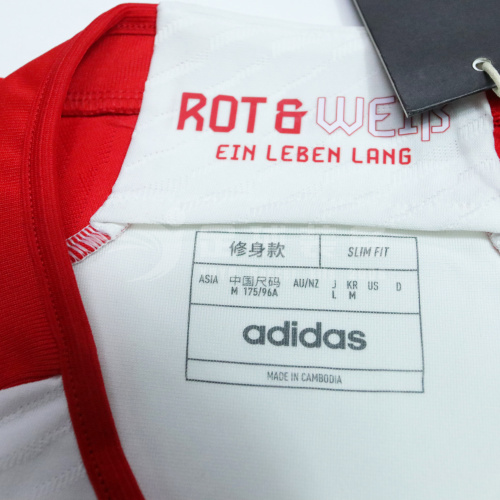 ROT & WEIß
EIN LEBEN LANG
修身款 SLIM FIT
ASIA 中国尺码 AU/NZ J KR US D
M 175/96A L M
adidas
MADE IN CAMBODIA